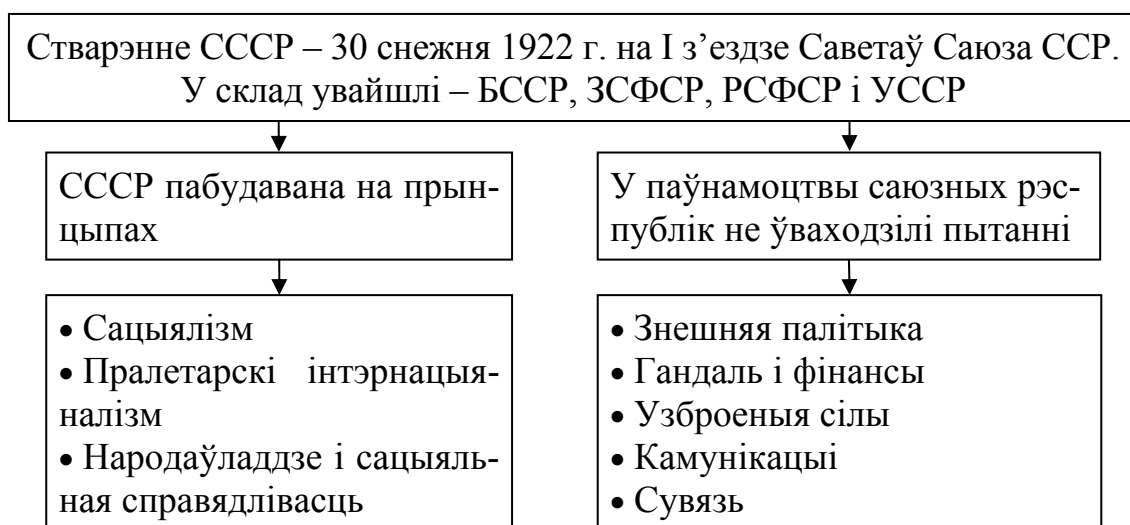 Стварэнне СССР – 30 снежня 1922 г. на І з’ездзе Саветаў Саюза ССР.
У склад увайшлі – БССР, ЗСФСР, РСФСР і УССР
СССР пабудавана на прын-
цыпах
• Сацыялізм
• Пралетарскі інтэрнацыя-
налізм
• Народаўладдзе і сацыяль-
ная справядлівасць
У паўнамоцтвы саюзных рэс-
публік не ўваходзілі пытанні
• Знешняя палітыка
• Гандаль і фінансы
• Узброеныя сілы
• Камунікацыі
• Сувязь